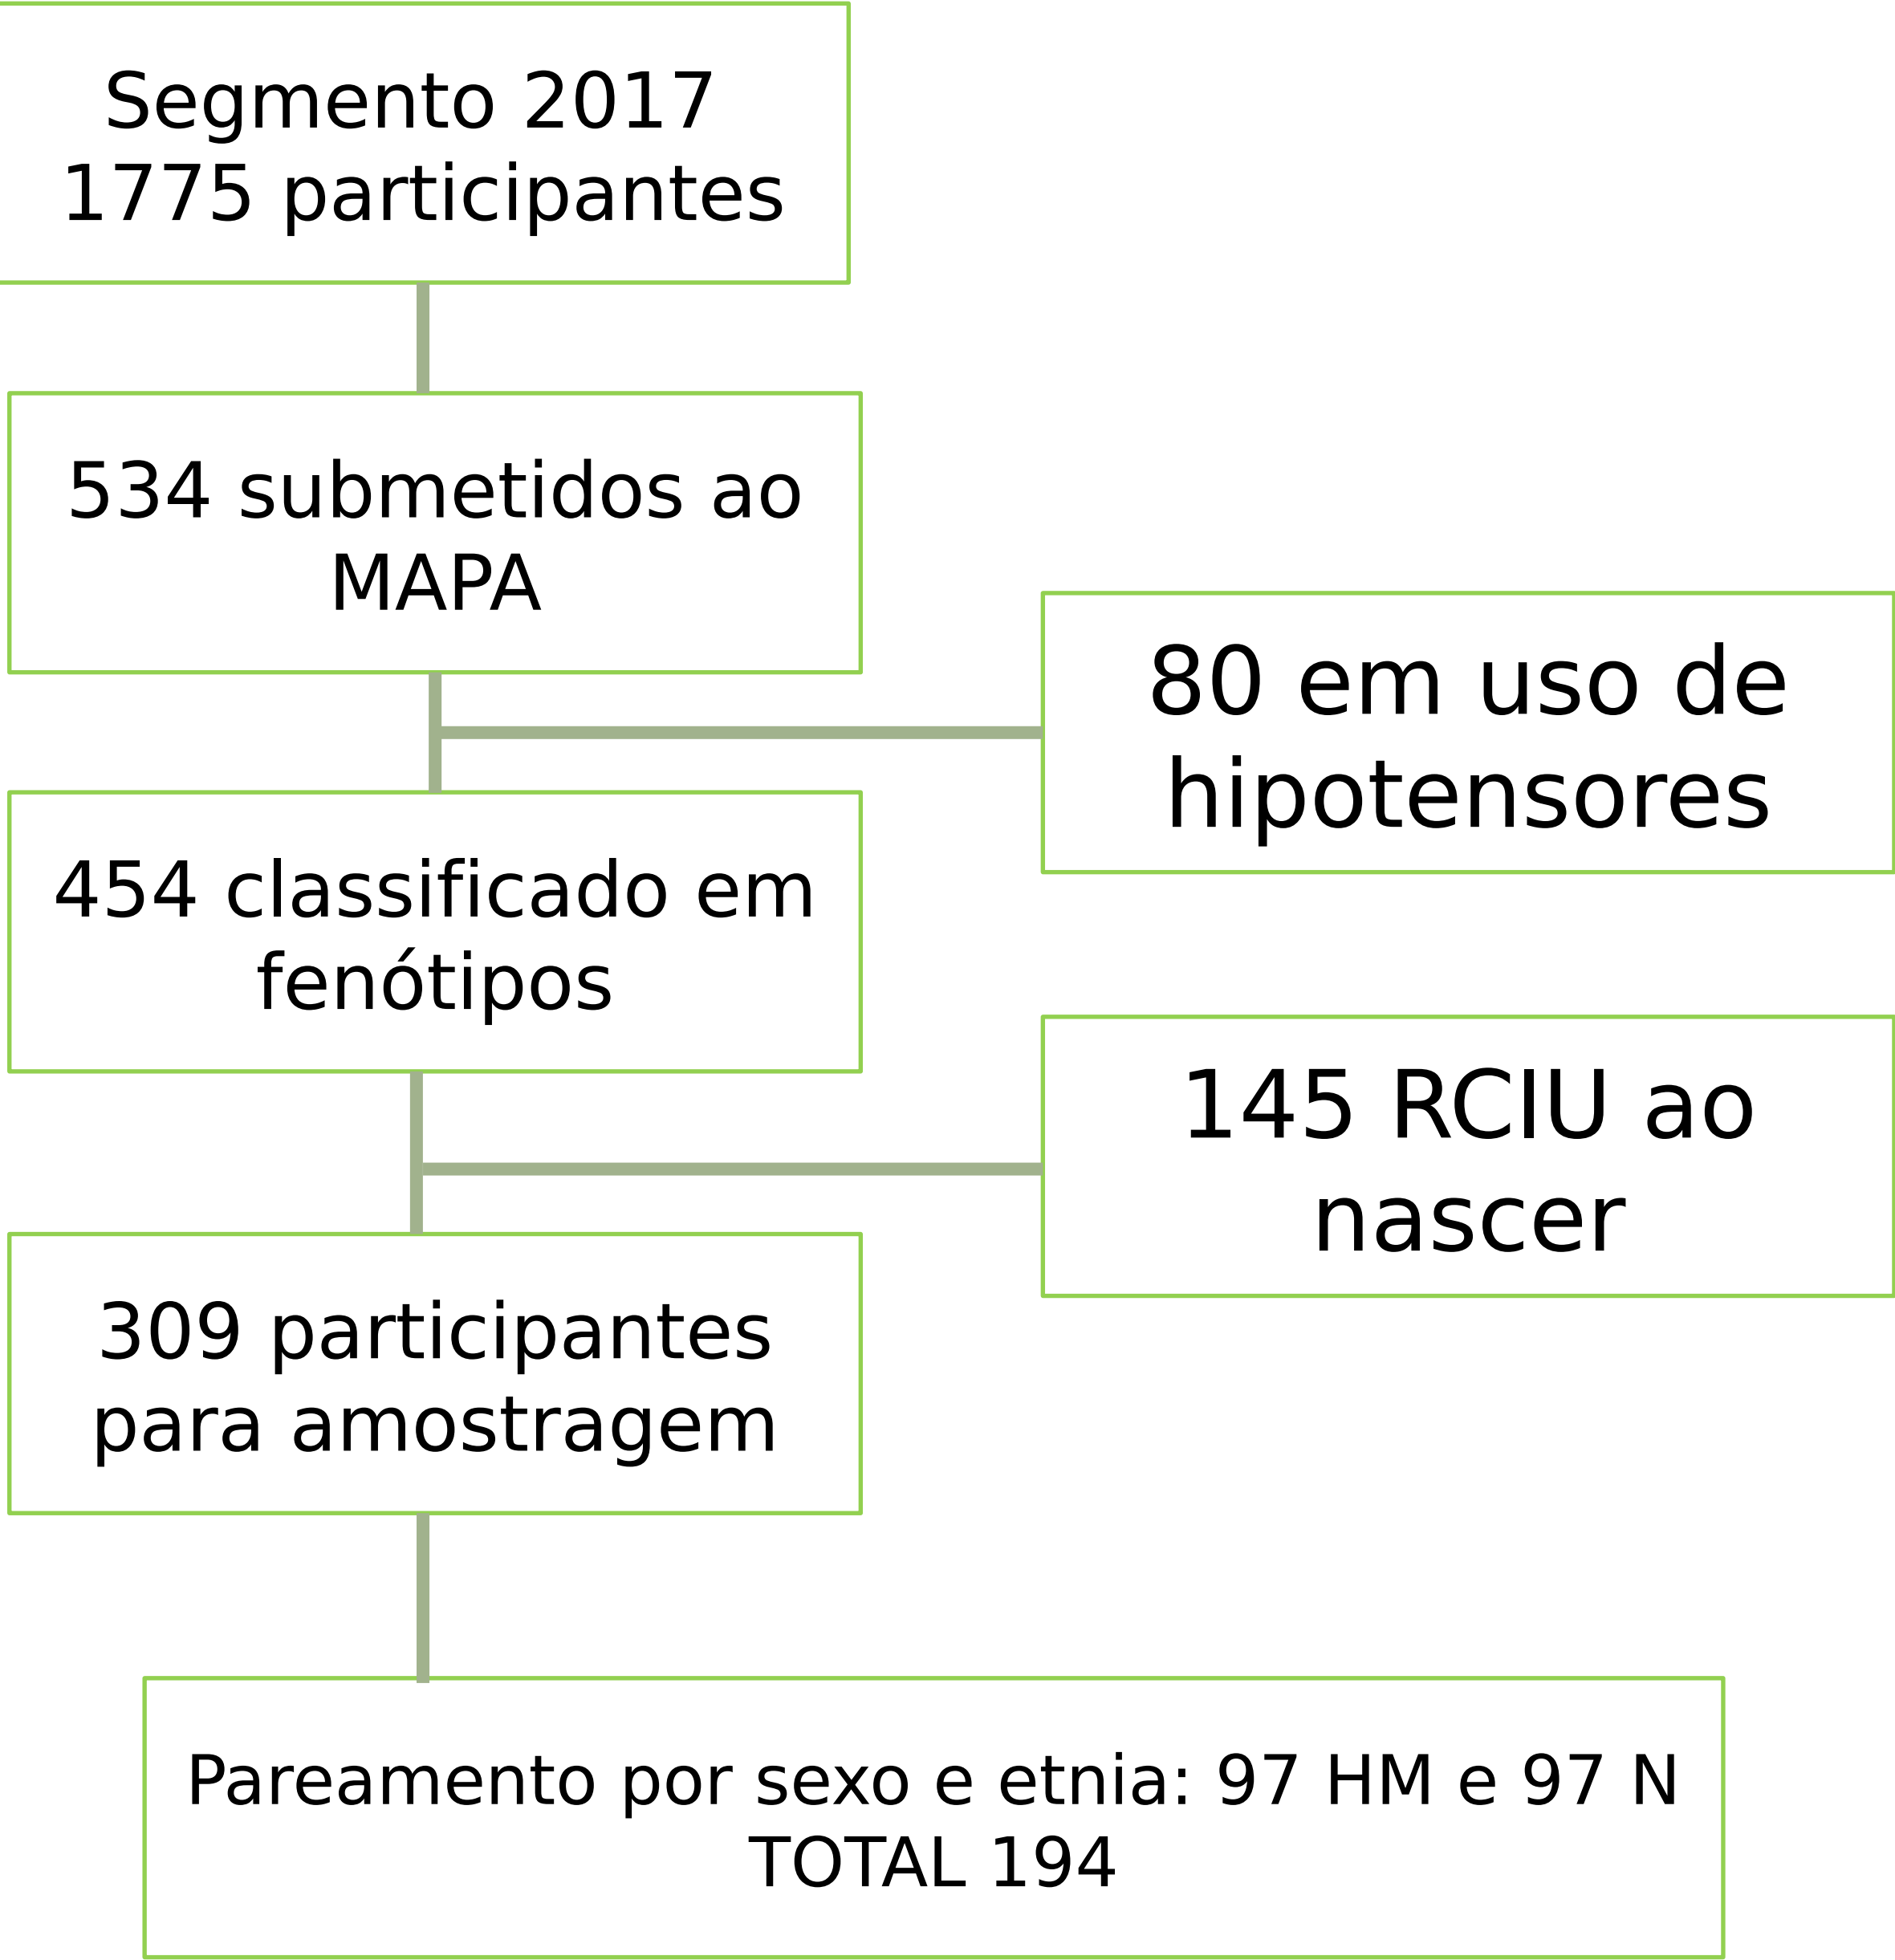 Segmento 2017
1775 participantes
534 submetidos ao
MAPA
80 em uso de
hipotensores
454 classificado em
fenótipos
145 RCIU ao
nascer
309 participantes
para amostragem
Pareamento por sexo e etnia: 97 HM e 97 N
TOTAL 194